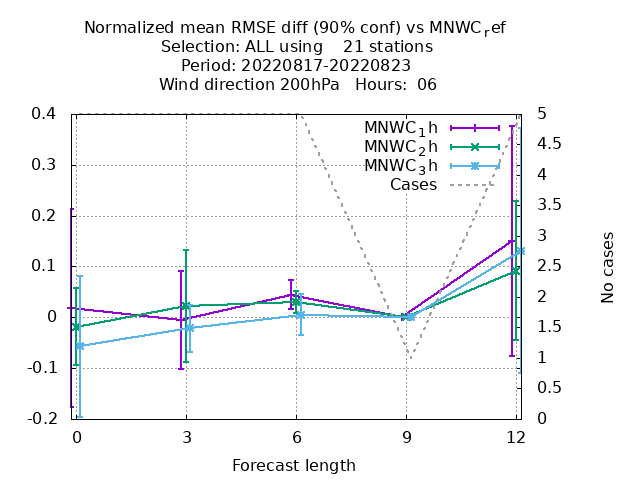 Normalized mean RMSE diff (90% conf) vs MNWC_ref
Selection: ALL using    21 stations
Period: 20220817-20220823
Wind direction 200hPa   Hours:  06
0.4
0.3
0.2
0.1
0
-0.1
-0.2
MNWC_1h
MNWC_2h
MNWC_3h
Cases
5
4.5
4
3.5
3
2.5
2
1.5
1
0.5
0
No cases
0 3 6 9 12
Forecast length